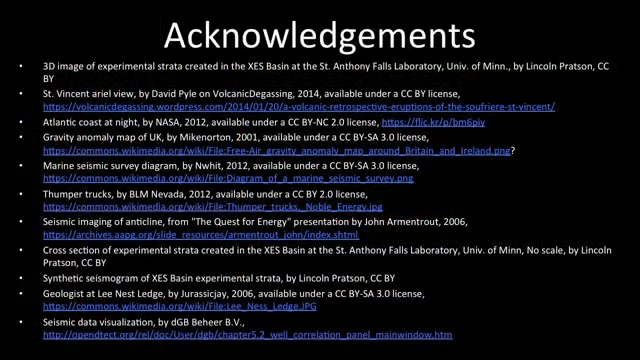 Acknowledgements
• 3D image of experimental strata created in the XES Basin at the St. Anthony Falls Laboratory, Univ. of Minn., by Lincoln Pratson, CC
BY
• St. Vincent ariel view, by David Pyle on VolcanicDegassing, 2014, available under a CC BY license,
https://volcanicdegassing.wordpress.com/2014/01/20/a-volcanic-retrospective-eruptions-of-the-soufriere-st-vincent/
• Atlantic coast at night, by NASA, 2012, available under a CC BY-NC 2.0 license, https://flic.kr/p/bm6piy
• Gravity anomaly map of UK, by Mikenorton, 2001, available under a CC BY-SA 3.0 license,
https://commons.wikimedia.org/wiki/File:Free-Air_gravity_anomaly_map_around_Britain_and_Ireland.png?
• Marine seismic survey diagram, by Nwhit, 2012, available under a CC BY-SA 3.0 license,
https://commons.wikimedia.org/wiki/File:Diagram_of_a_marine_seismic_survey.png
• Thumper trucks, by BLM Nevada, 2012, available under a CC BY 2.0 license,
https://commons.wikimedia.org/wiki/File:Thumper_trucks,_Noble_Energy.jpg
• Seismic imaging of anticline, from "The Quest for Energy" presentation by John Armentrout, 2006,
https://archives.aapg.org/slide_resources/armentrout_john/index.shtml
• Cross section of experimental strata created in the XES Basin at the St. Anthony Falls Laboratory, Univ. of Minn, No scale, by Lincoln
Pratson, CC BY
• Synthetic seismogram of XES Basin experimental strata, by Lincoln Pratson, CC BY
• Geologist at Lee Nest Ledge, by Jurassicjay, 2006, available under a CC BY-SA 3.0 license,
https://commons.wikimedia.org/wiki/File:Lee_Ness_Ledge.JPG
• Seismic data visualization, by dGB Beheer B.V.,
http://opendtect.org/rel/doc/User/dgb/chapter5.2_well_correlation_panel_mainwindow.htm